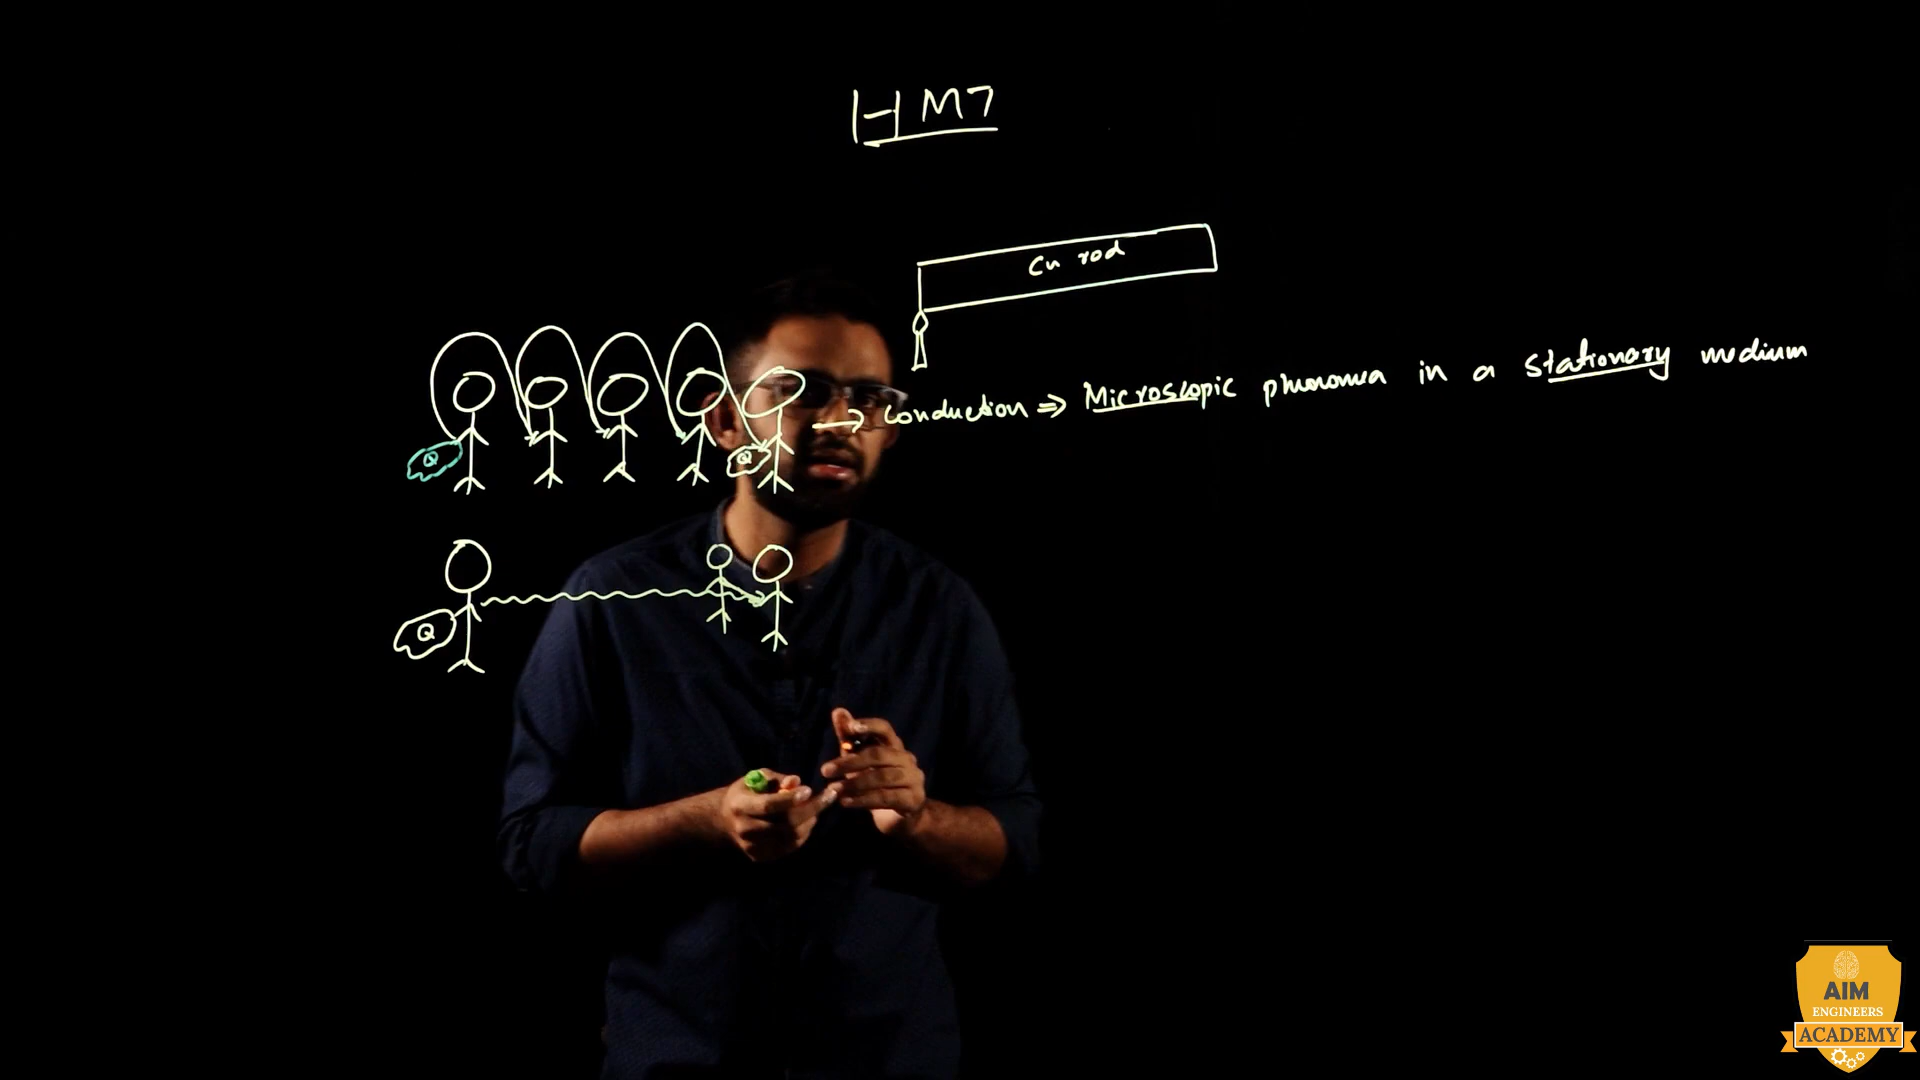 HMT
Cu rod
→ Conduction ⇒ Microscopic phenomena in a stationary medium
Q
Q
Q
AIM
ENGINEERS
ACADEMY